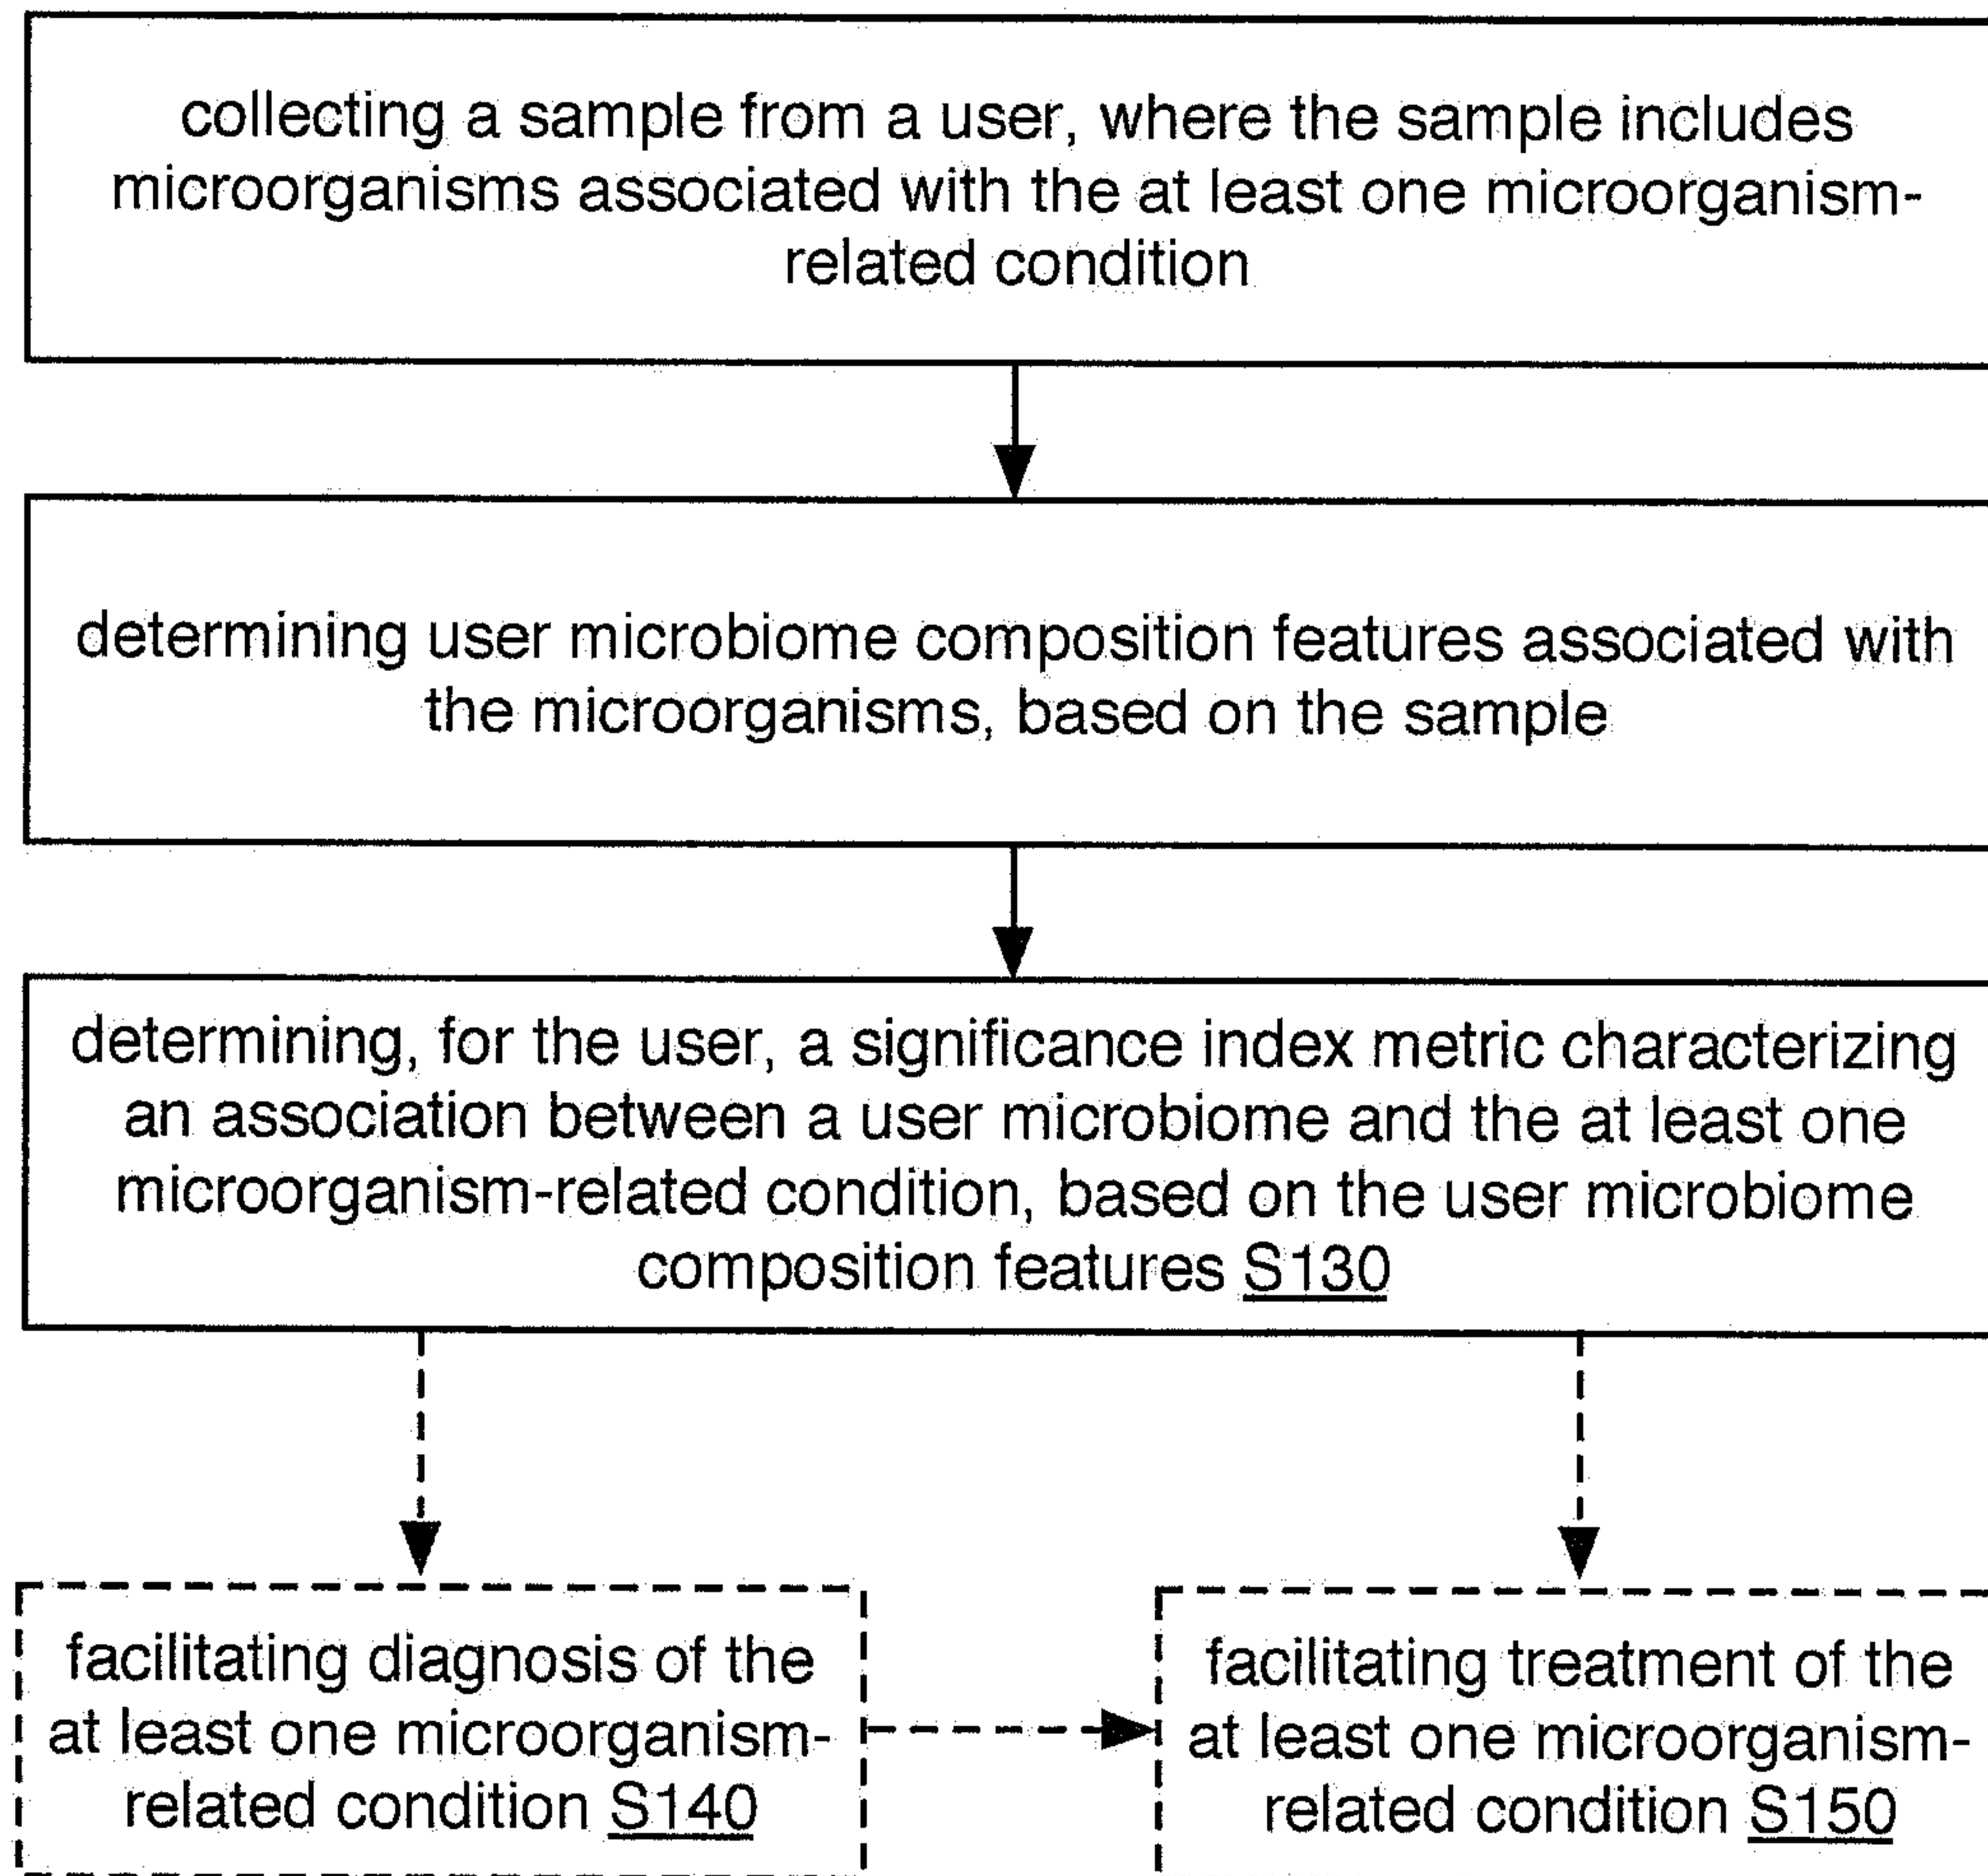 collecting a sample from a user, where the sample includes
microorganisms associated with the at least one microorganism-
related condition
determining user microbiome composition features associated with
the microorganisms, based on the sample
determining, for the user, a significance index metric characterizing
an association between a user microbiome and the at least one
microorganism-related condition, based on the user microbiome
composition features S130
facilitating diagnosis of the
at least one microorganism-
related condition S140
facilitating treatment of the
at least one microorganism-
related condition S150